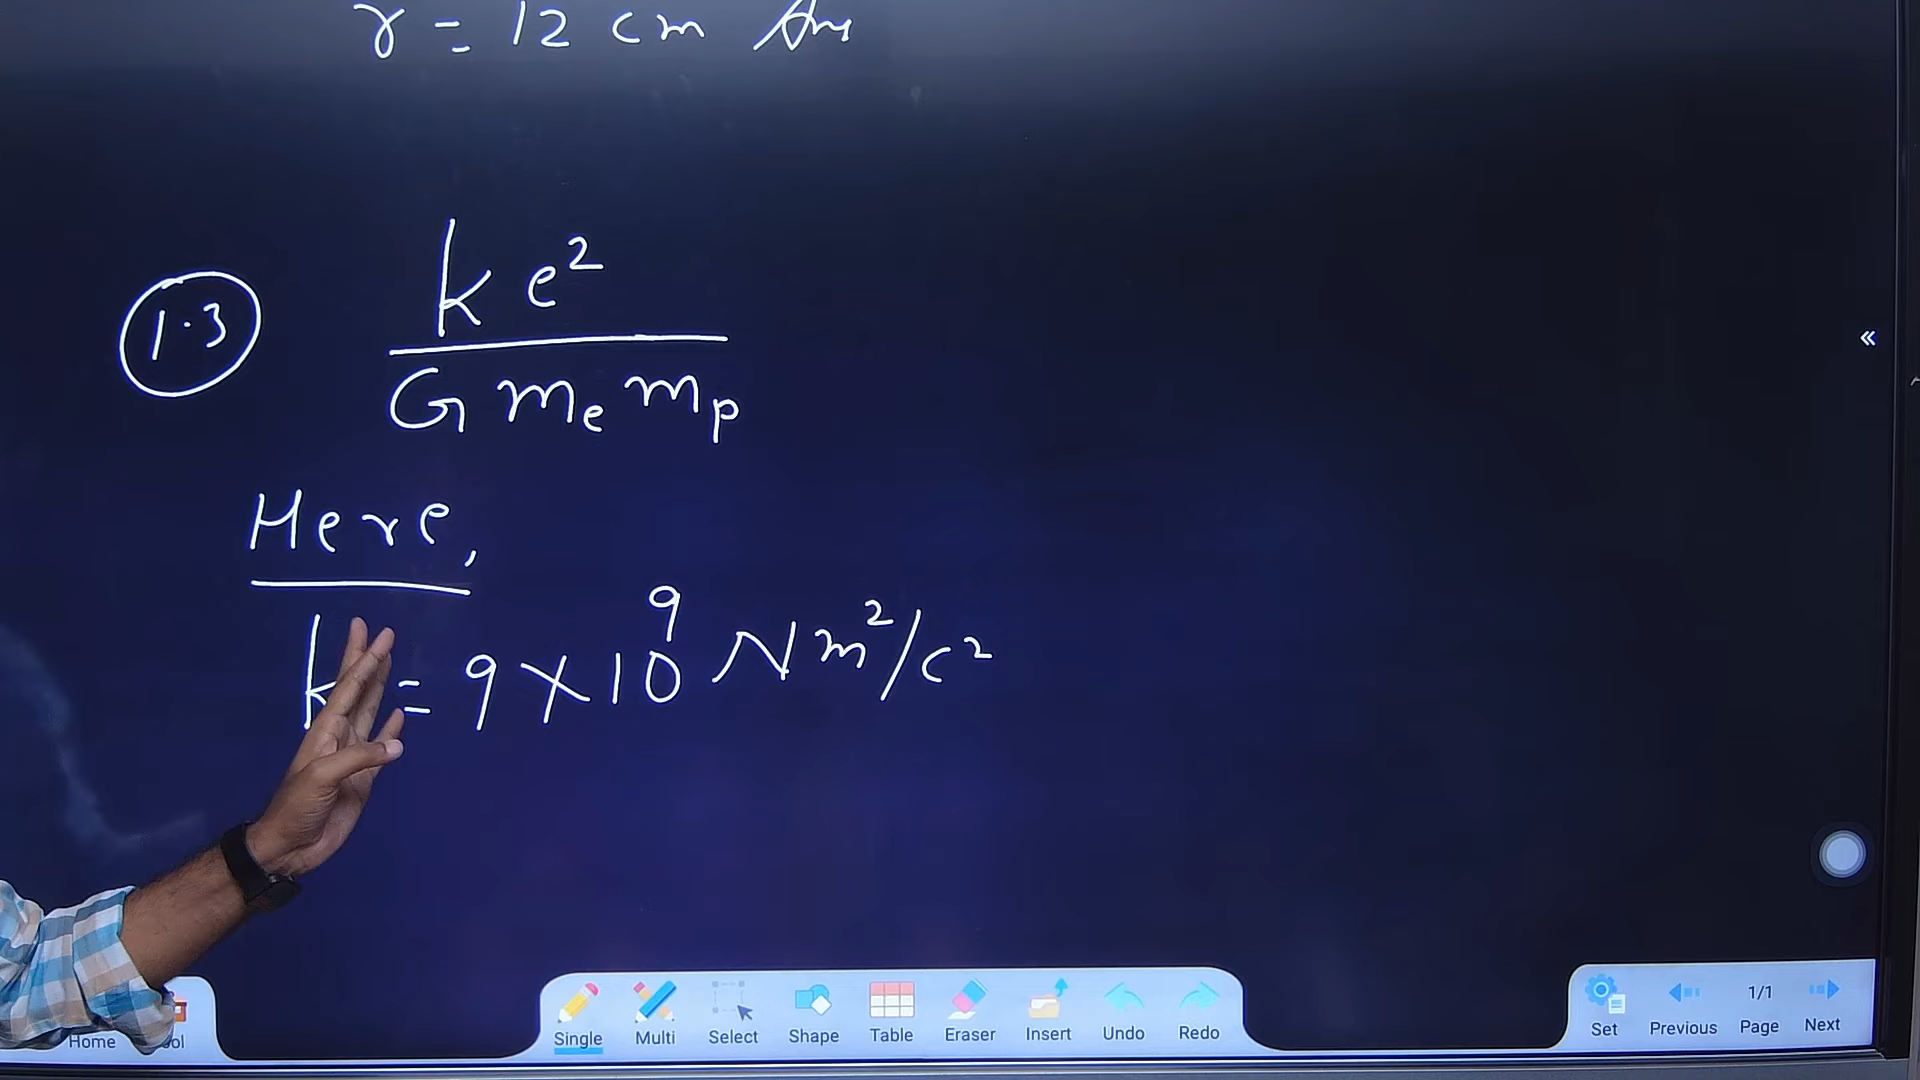 r = 12 cm Ans
1.3
ke²
G mₑ mₚ
Here,
k = 9 × 10⁹ Nm²/c²
«
Home
Single Multi Select Shape Table Eraser Insert Undo Redo
Set Previous 1/1 Page Next